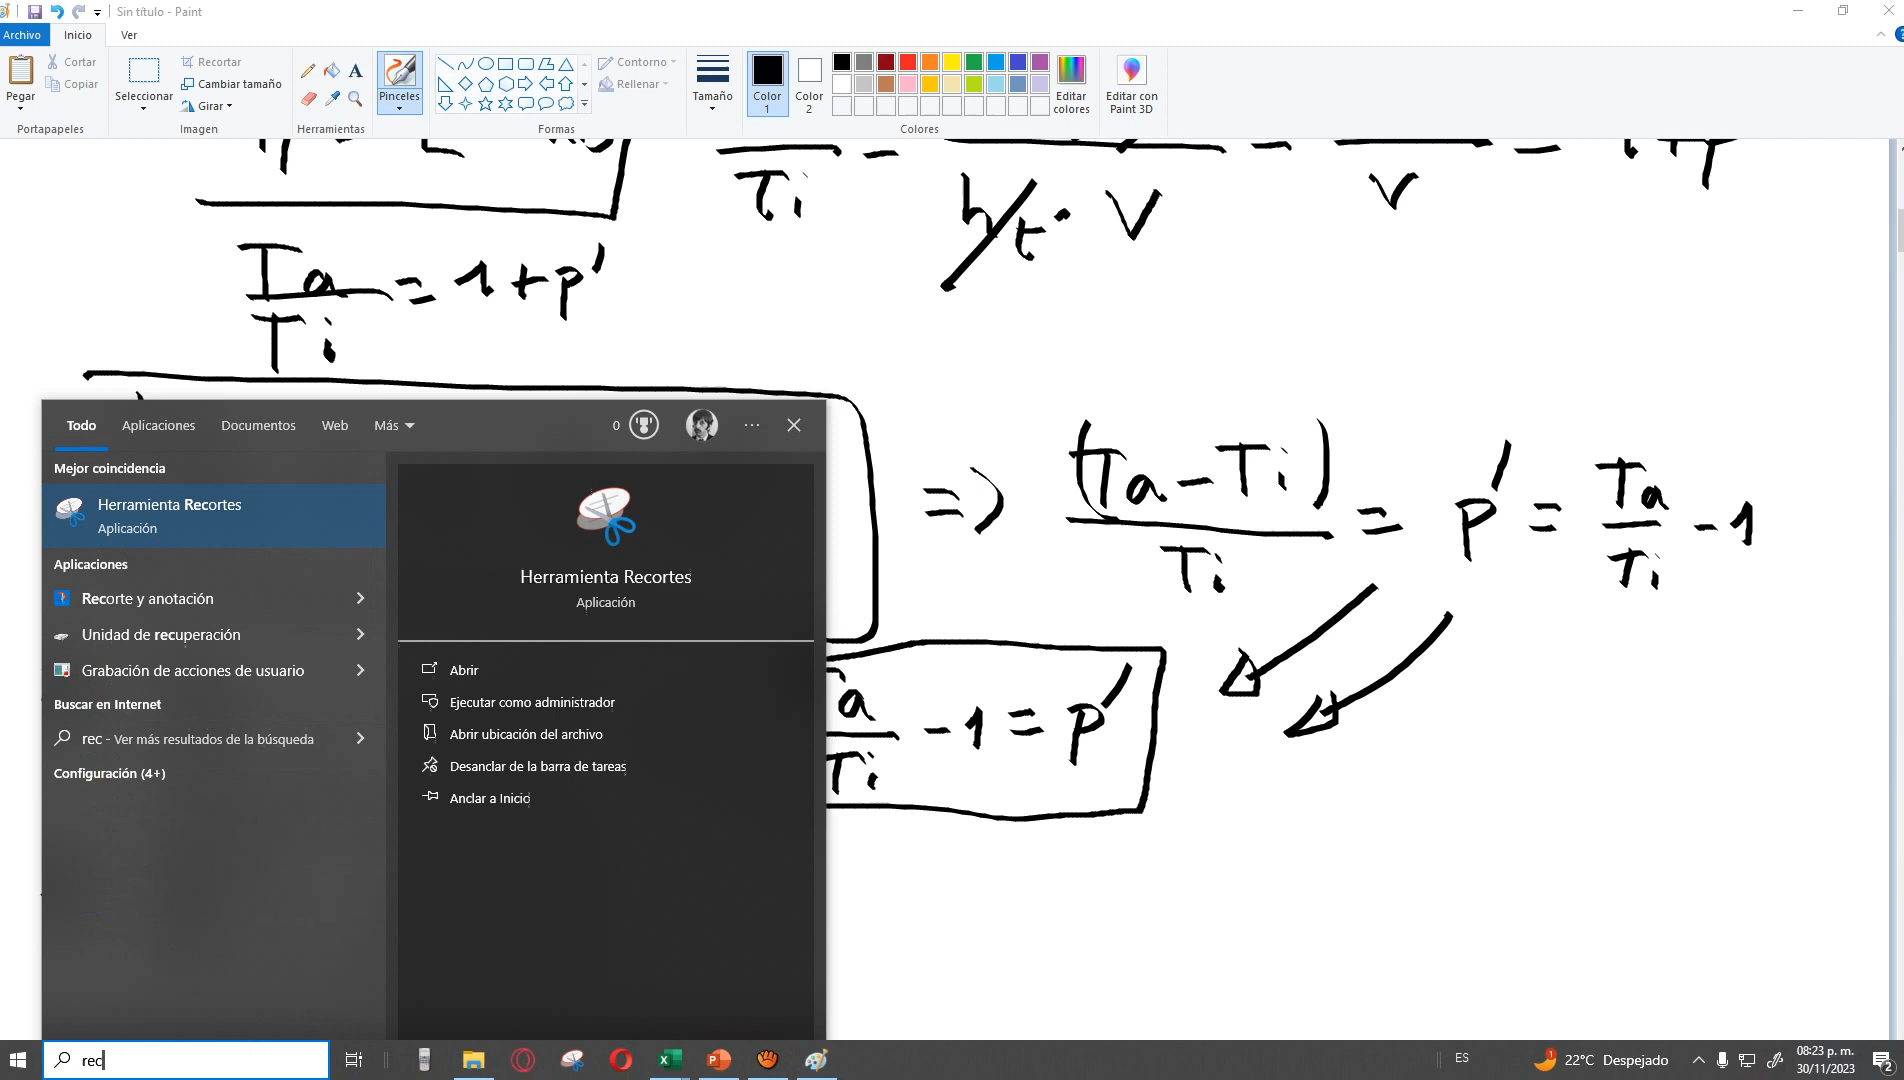 Sin título - Paint
Archivo Inicio Ver
Pegar
Cortar
Copiar
Portapapeles
Seleccionar
Recortar
Cambiar tamaño
Girar
Imagen
Herramientas
Pinceles
Contorno
Rellenar
Formas
Tamaño
Color 1
Color 2
Editar colores
Colores
Editar con Paint 3D
Ti
h/t · V
V
Ta/Ti = 1 + p'
=> (Ta - Ti)/Ti = p' = Ta/Ti - 1
a/Ti - 1 = p'
Todo Aplicaciones Documentos Web Más 0 ...
Mejor coincidencia
Herramienta Recortes
Aplicación
Aplicaciones
Recorte y anotación
Unidad de recuperación
Grabación de acciones de usuario
Buscar en Internet
rec - Ver más resultados de la búsqueda
Configuración (4+)
Herramienta Recortes
Aplicación
Abrir
Ejecutar como administrador
Abrir ubicación del archivo
Desanclar de la barra de tareas
Anclar a Inicio
rec
ES
1
22°C Despejado
08:23 p. m.
30/11/2023
2